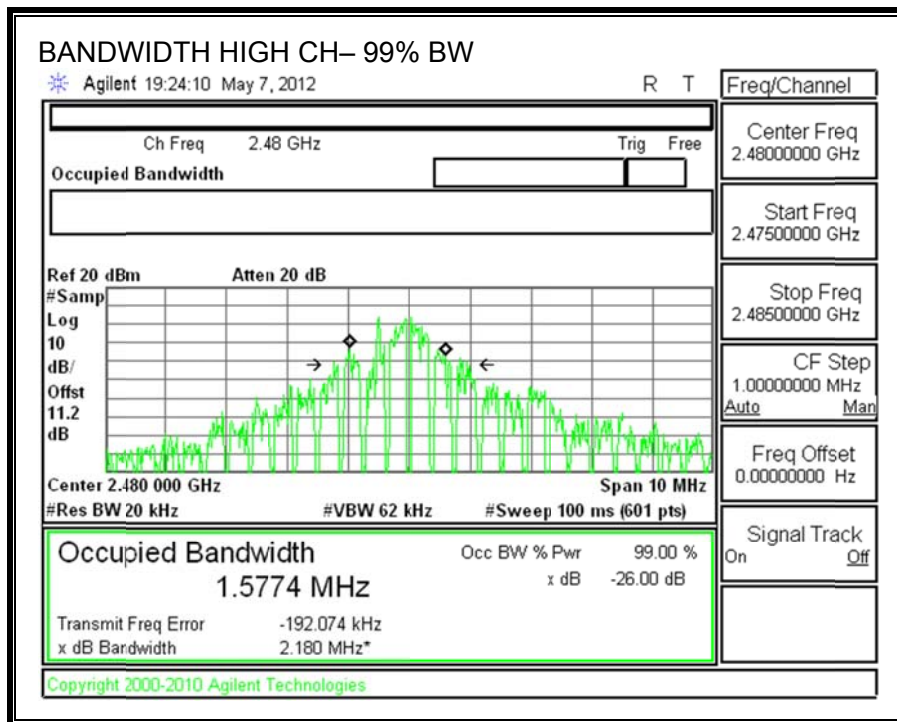 BANDWIDTH HIGH CH– 99% BW
Agilent 19:24:10 May 7, 2012 R T
Freq/Channel
Ch Freq 2.48 GHz Trig Free
Occupied Bandwidth
Center Freq
2.48000000 GHz
Start Freq
2.47500000 GHz
Stop Freq
2.48500000 GHz
CF Step
1.00000000 MHz
Auto Man
Freq Offset
0.00000000 Hz
Signal Track
On Off
Ref 20 dBm Atten 20 dB
#Samp
Log
10
dB/
Offst
11.2
dB
Center 2.480 000 GHz Span 10 MHz
#Res BW 20 kHz #VBW 62 kHz #Sweep 100 ms (601 pts)
Occupied Bandwidth Occ BW % Pwr 99.00 %
1.5774 MHz x dB -26.00 dB
Transmit Freq Error -192.074 kHz
x dB Bandwidth 2.180 MHz*
Copyright 2000-2010 Agilent Technologies